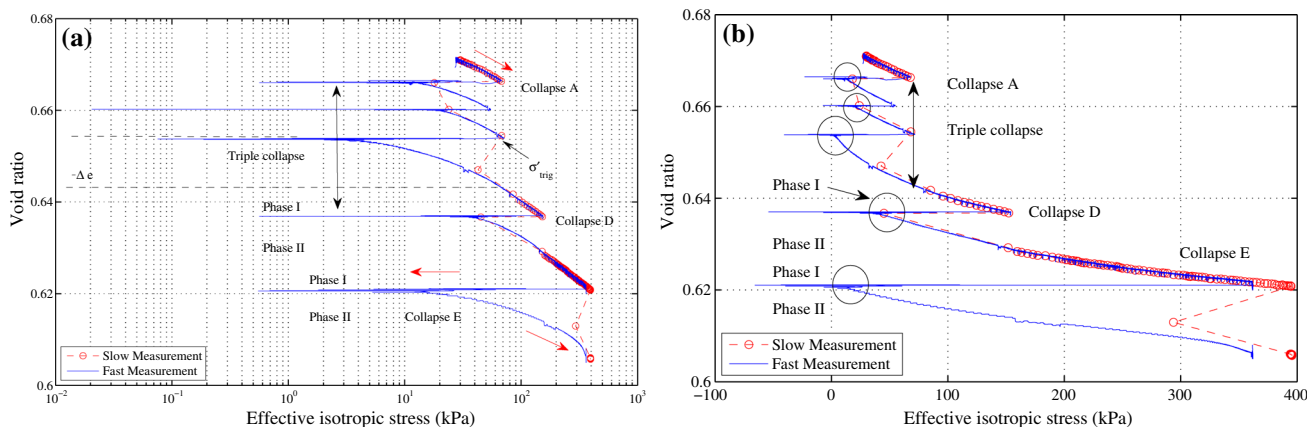 (a)
0.68
0.66
0.64
0.62
0.6
Void ratio
Collapse A
Triple collapse
σ′trig
-Δ e
Phase I
Collapse D
Phase II
Phase I
Phase II
Collapse E
Slow Measurement
Fast Measurement
10^-2 10^-1 10^0 10^1 10^2 10^3
Effective isotropic stress (kPa)
(b)
0.68
0.66
0.64
0.62
0.6
Void ratio
Collapse A
Triple collapse
Phase I
Collapse D
Phase II
Collapse E
Phase I
Phase II
Slow Measurement
Fast Measurement
−100 0 100 200 300 400
Effective isotropic stress (kPa)